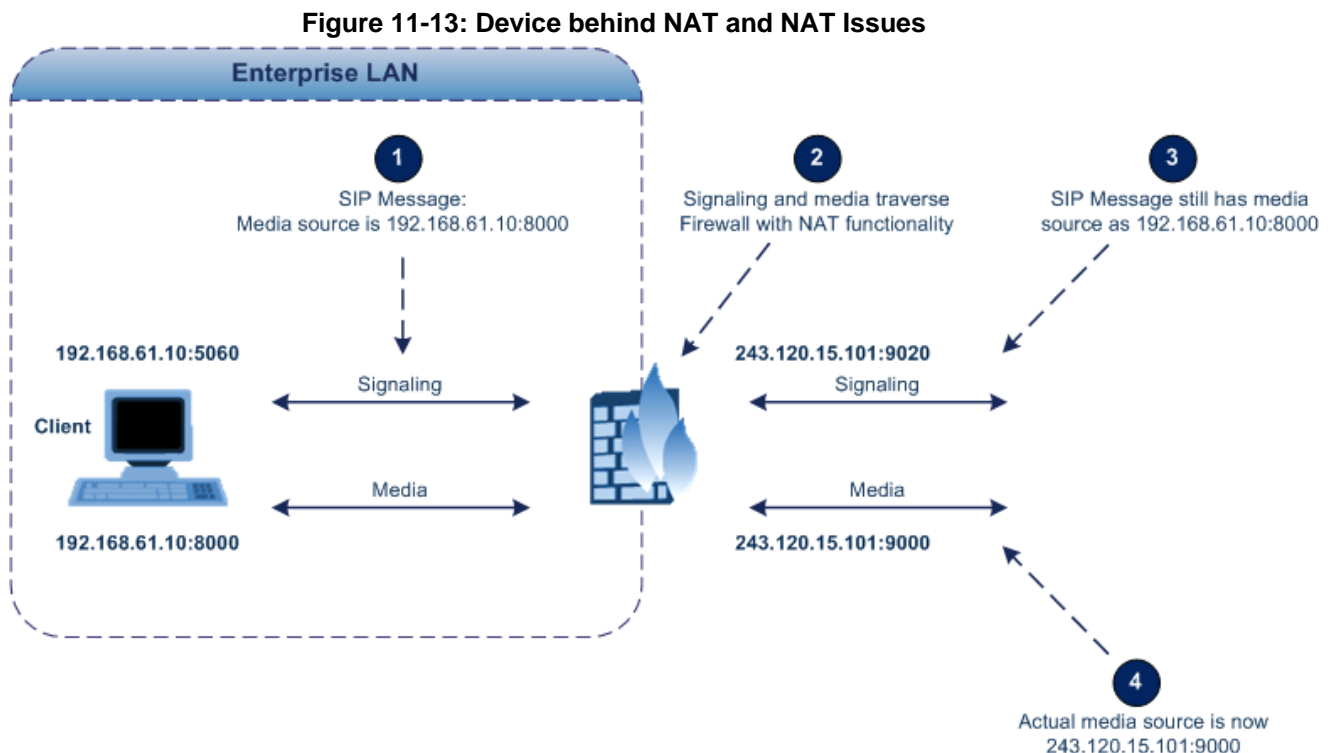 Figure 11-13: Device behind NAT and NAT Issues
Enterprise LAN
1
SIP Message:
Media source is 192.168.61.10:8000
2
Signaling and media traverse
Firewall with NAT functionality
3
SIP Message still has media
source as 192.168.61.10:8000
192.168.61.10:5060
243.120.15.101:9020
Signaling
Signaling
Client
Media
Media
192.168.61.10:8000
243.120.15.101:9000
4
Actual media source is now
243.120.15.101:9000